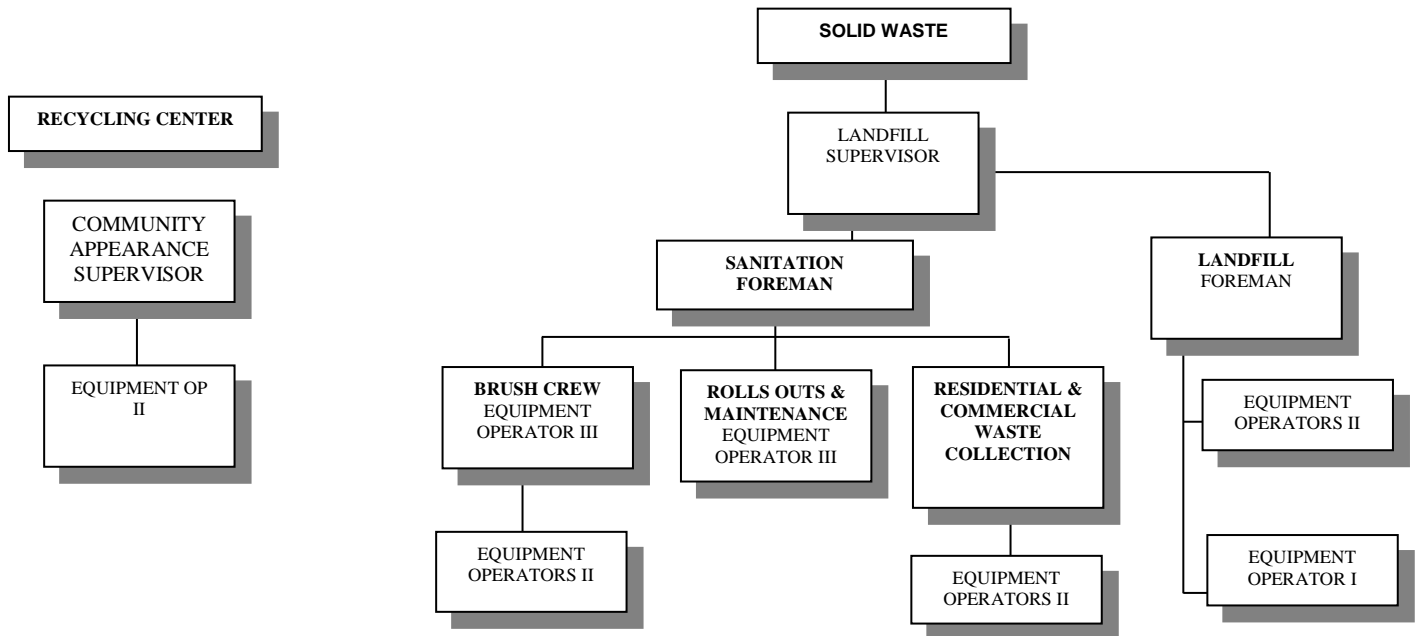 SOLID WASTE
RECYCLING CENTER
LANDFILL
SUPERVISOR
COMMUNITY
APPEARANCE
SUPERVISOR
SANITATION
FOREMAN
LANDFILL
FOREMAN
EQUIPMENT OP
II
BRUSH CREW
EQUIPMENT
OPERATOR III
ROLLS OUTS &
MAINTENANCE
EQUIPMENT
OPERATOR III
RESIDENTIAL &
COMMERCIAL
WASTE
COLLECTION
EQUIPMENT
OPERATORS II
EQUIPMENT
OPERATORS II
EQUIPMENT
OPERATORS II
EQUIPMENT
OPERATOR I